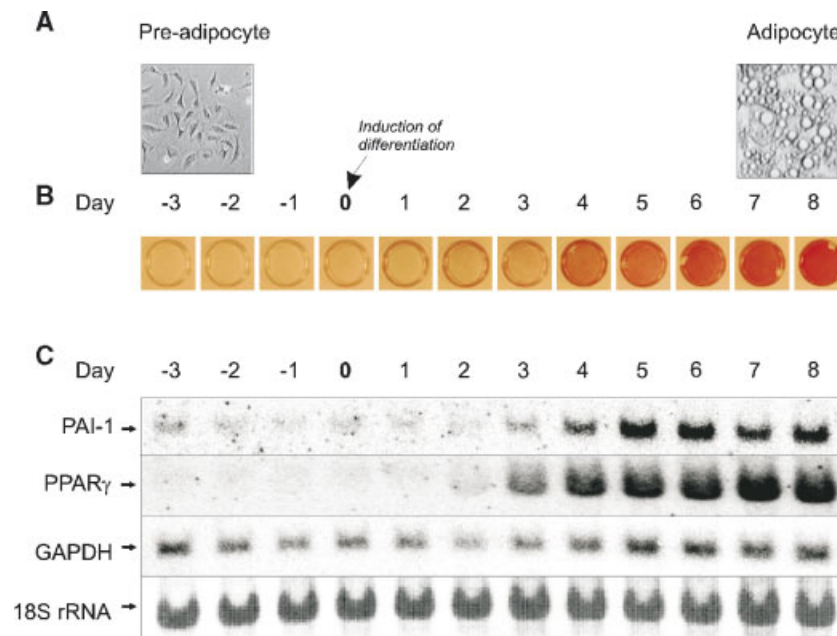 A
Pre-adipocyte
Adipocyte
Induction of
differentiation
B Day -3 -2 -1 0 1 2 3 4 5 6 7 8
C Day -3 -2 -1 0 1 2 3 4 5 6 7 8
PAI-1
PPARγ
GAPDH
18S rRNA